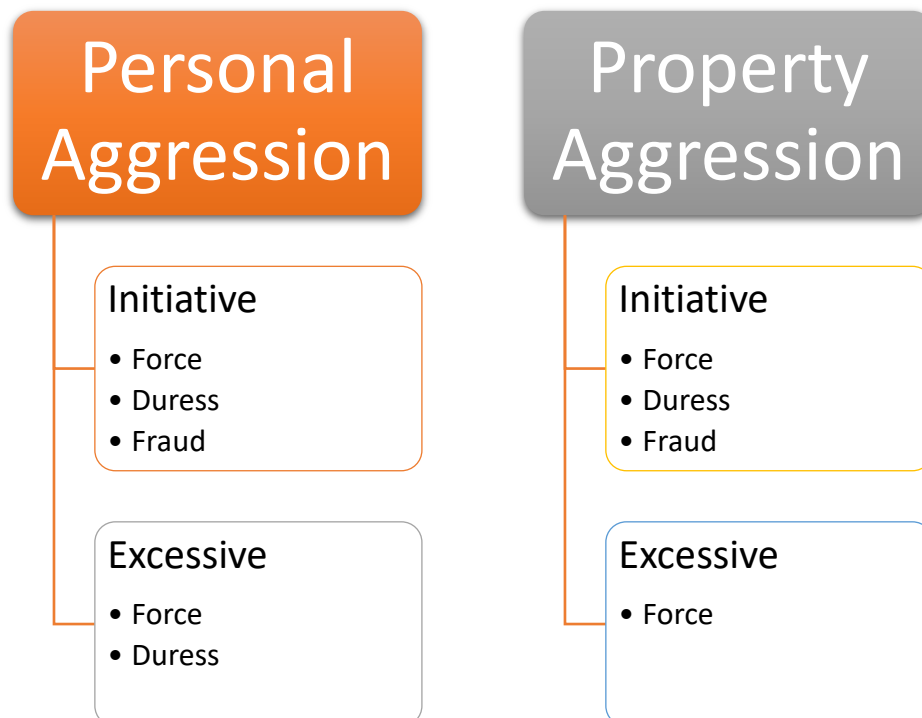 Personal
Aggression
Initiative
• Force
• Duress
• Fraud
Excessive
• Force
• Duress
Property
Aggression
Initiative
• Force
• Duress
• Fraud
Excessive
• Force